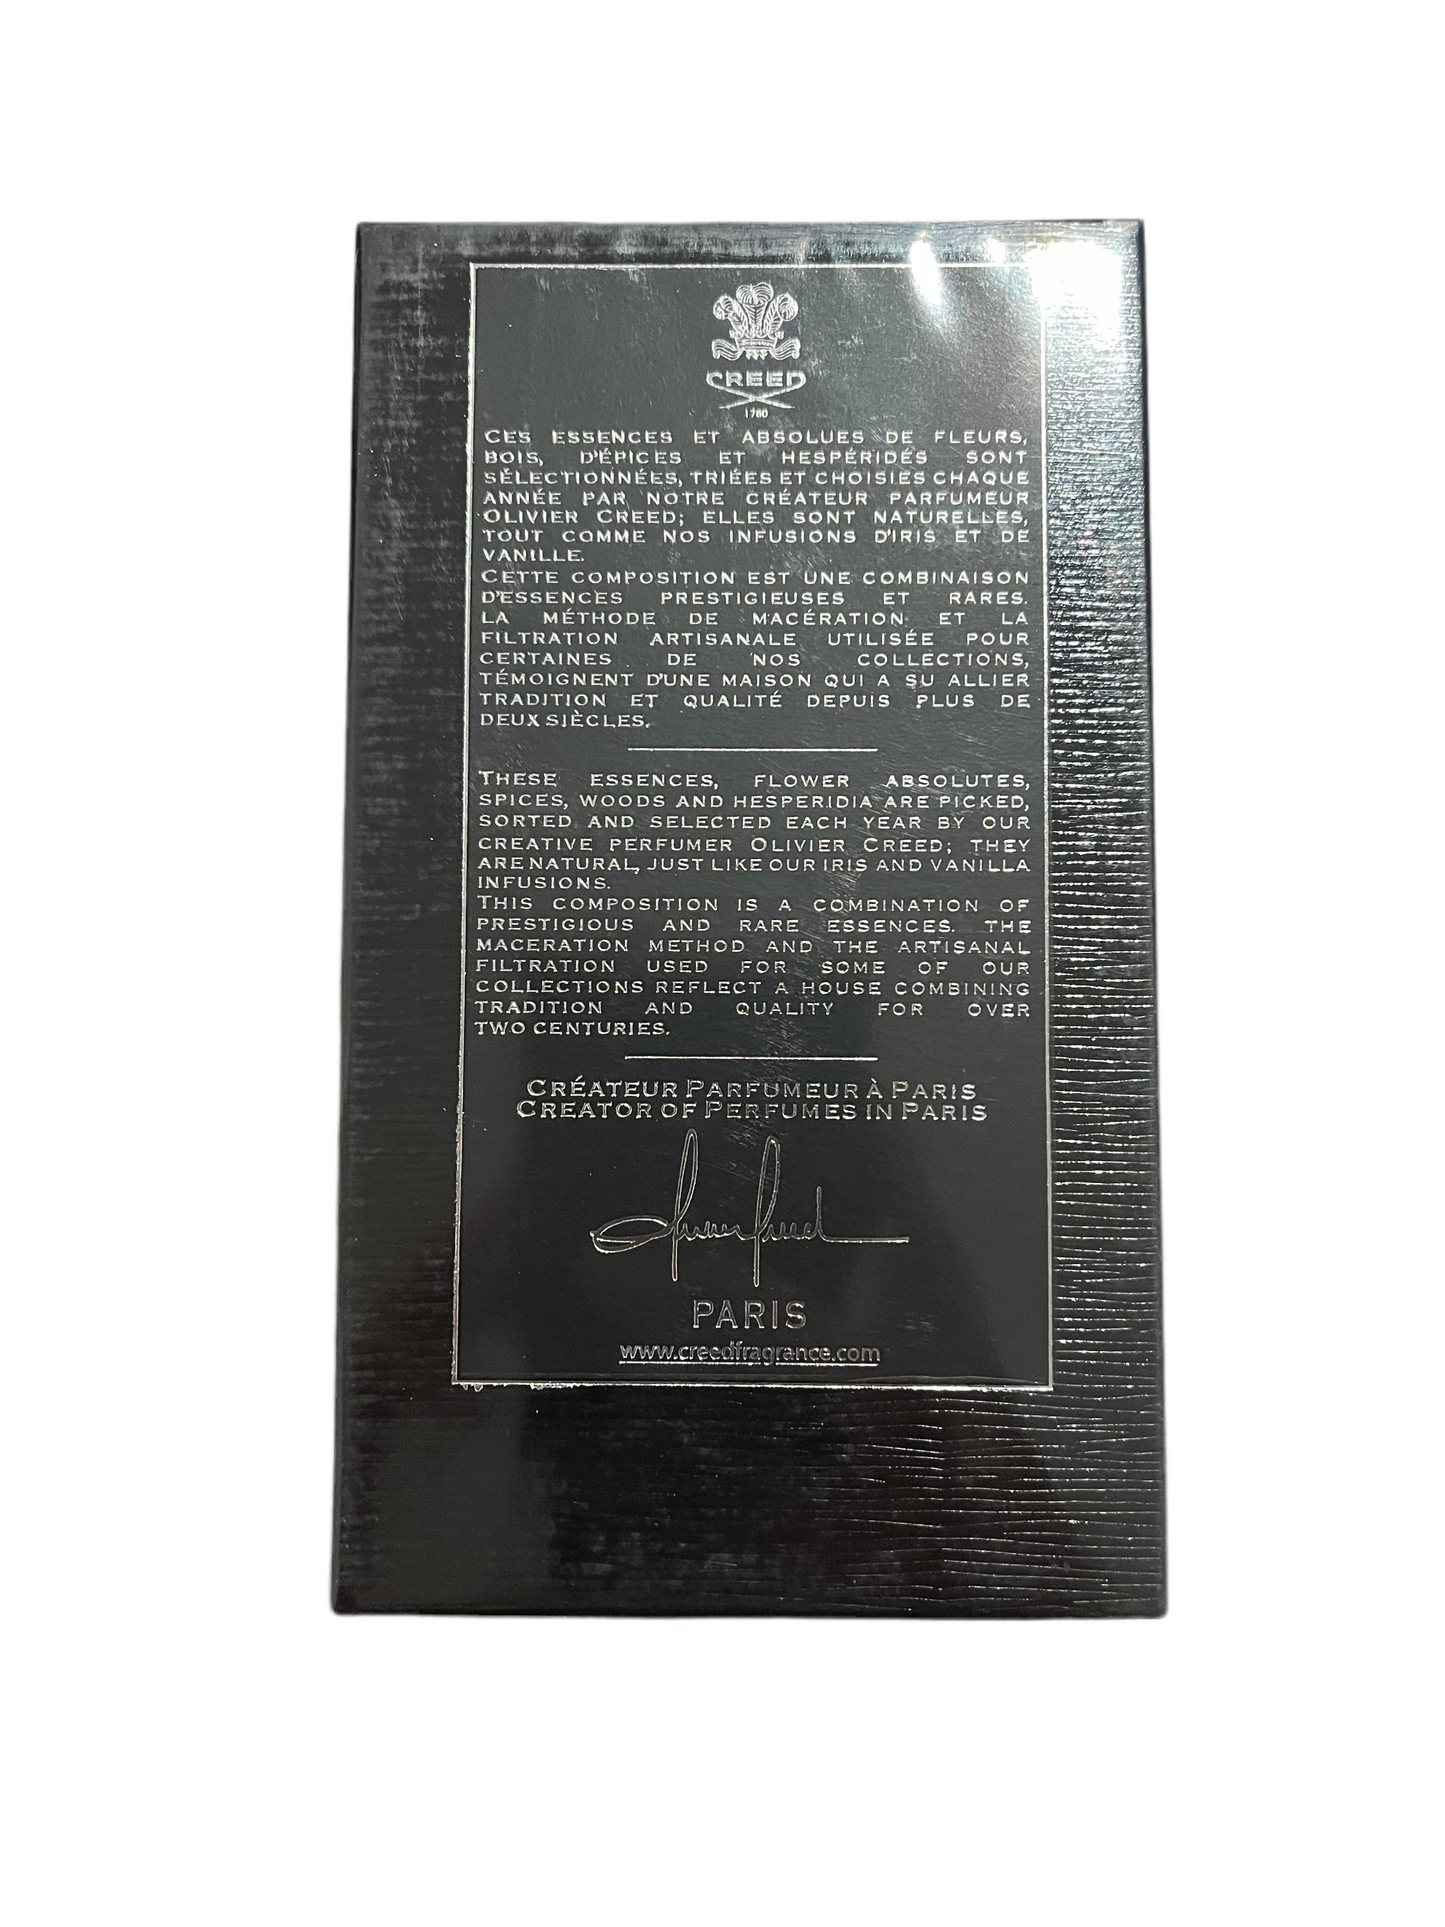 CREED
1760
CES ESSENCES ET ABSOLUES DE FLEURS,
BOIS, D'ÉPICES ET HESPÉRIDÉS SONT
SÉLECTIONNÉES, TRIÉES ET CHOISIES CHAQUE
ANNÉE PAR NOTRE CRÉATEUR PARFUMEUR
OLIVIER CREED; ELLES SONT NATURELLES,
TOUT COMME NOS INFUSIONS D'IRIS ET DE
VANILLE.
CETTE COMPOSITION EST UNE COMBINAISON
D'ESSENCES PRESTIGIEUSES ET RARES.
LA MÉTHODE DE MACÉRATION ET LA
FILTRATION ARTISANALE UTILISÉE POUR
CERTAINES DE NOS COLLECTIONS,
TÉMOIGNENT D'UNE MAISON QUI A SU ALLIER
TRADITION ET QUALITÉ DEPUIS PLUS DE
DEUX SIÈCLES.
THESE ESSENCES, FLOWER ABSOLUTES,
SPICES, WOODS AND HESPERIDIA ARE PICKED,
SORTED AND SELECTED EACH YEAR BY OUR
CREATIVE PERFUMER OLIVIER CREED; THEY
ARE NATURAL, JUST LIKE OUR IRIS AND VANILLA
INFUSIONS.
THIS COMPOSITION IS A COMBINATION OF
PRESTIGIOUS AND RARE ESSENCES. THE
MACERATION METHOD AND THE ARTISANAL
FILTRATION USED FOR SOME OF OUR
COLLECTIONS REFLECT A HOUSE COMBINING
TRADITION AND QUALITY FOR OVER
TWO CENTURIES.
CRÉATEUR PARFUMEUR À PARIS
CREATOR OF PERFUMES IN PARIS
PARIS
www.creedfragrance.com